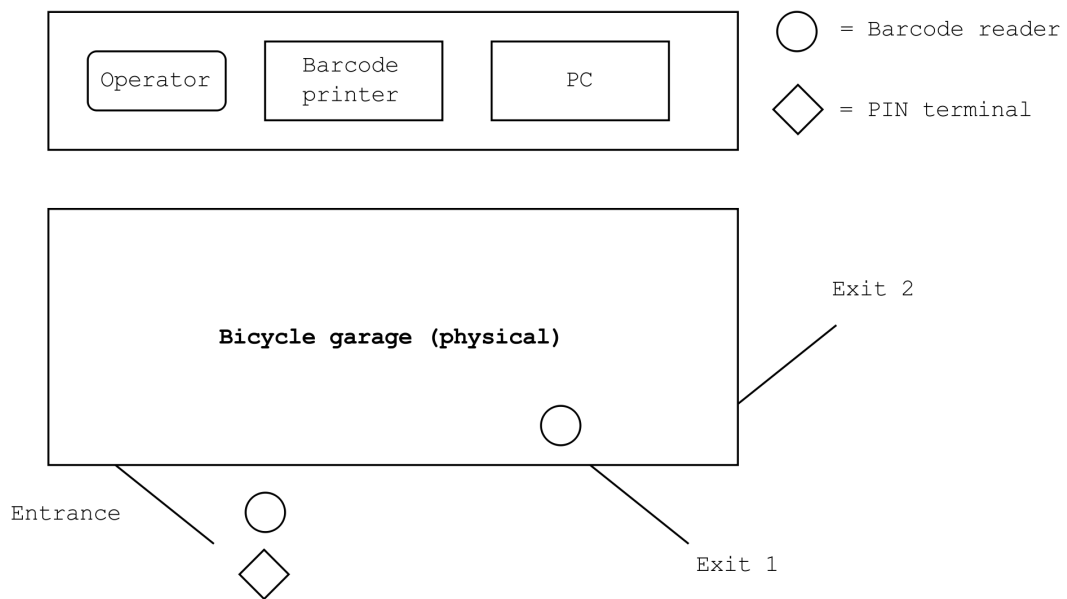 Operator
Barcode
printer
PC
= Barcode reader
= PIN terminal
Bicycle garage (physical)
Exit 2
Entrance
Exit 1